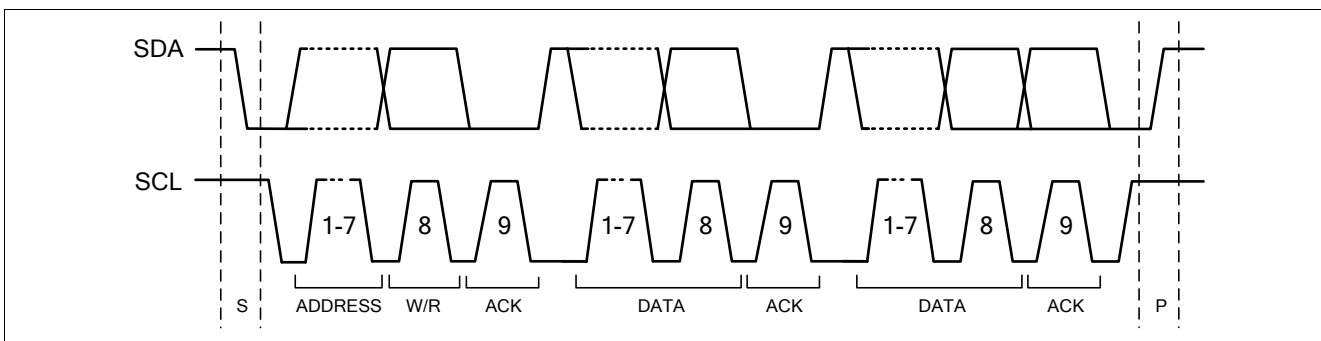 SDA
SCL
1-7 8 9 1-7 8 9 1-7 8 9
S ADDRESS W/R ACK DATA ACK DATA ACK P